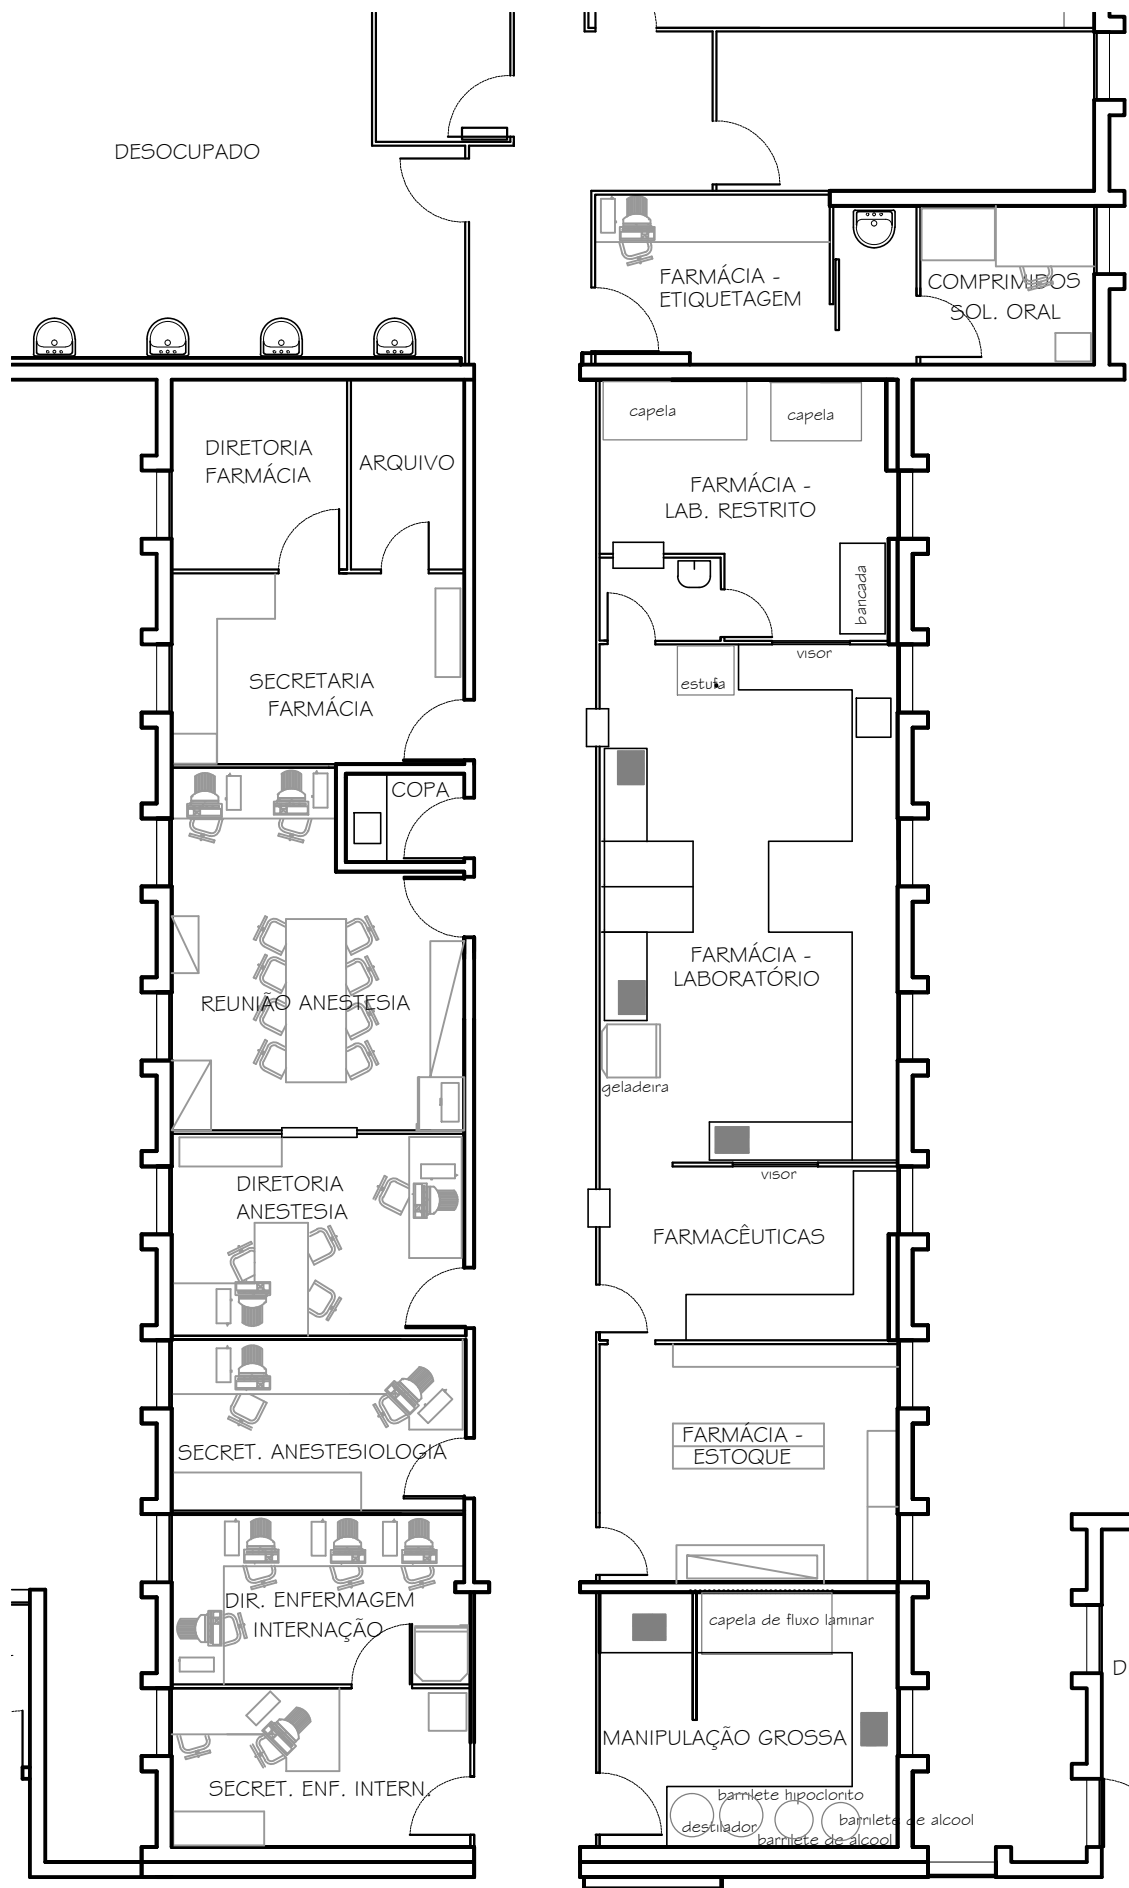 DESOCUPADO
FARMÁCIA -
ETIQUETAGEM
COMPRIMIDOS
SOL. ORAL
capela
capela
DIRETORIA
FARMÁCIA
ARQUIVO
FARMÁCIA -
LAB. RESTRITO
bancada
visor
SECRETARIA
FARMÁCIA
estufa
COPA
FARMÁCIA -
LABORATÓRIO
REUNIÃO ANESTESIA
geladeira
visor
DIRETORIA
ANESTESIA
FARMACÊUTICAS
SECRET. ANESTESIOLOGIA
FARMÁCIA -
ESTOQUE
DIR. ENFERMAGEM
INTERNAÇÃO
capela de fluxo laminar
D
MANIPULAÇÃO GROSSA
SECRET. ENF. INTERN.
barrilete hipoclorito
destilador
barrilete de alcool
barrilete de alcool